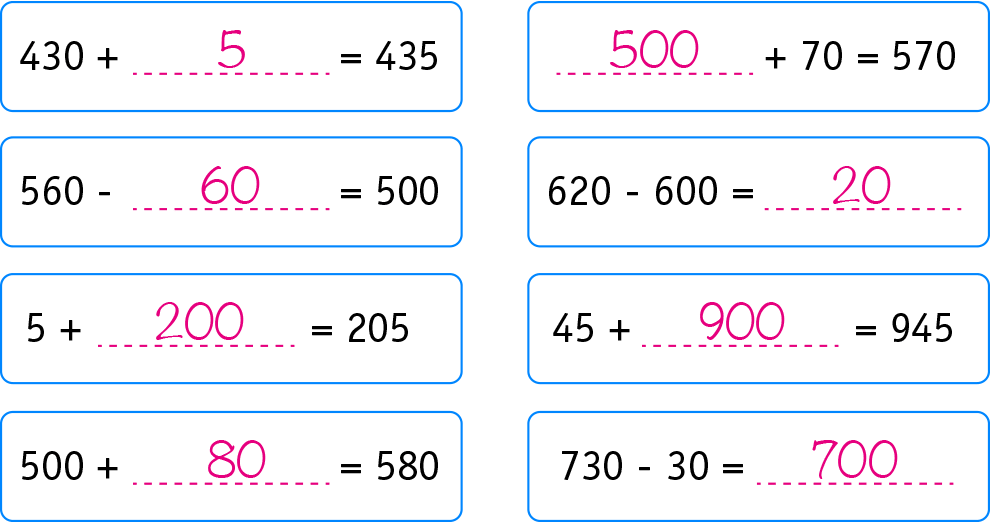 430 + 5 = 435
500 + 70 = 570
560 - 60 = 500
620 - 600 = 20
5 + 200 = 205
45 + 900 = 945
500 + 80 = 580
730 - 30 = 700